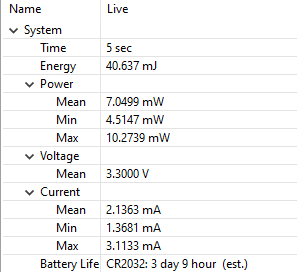 Name Live
System
Time 5 sec
Energy 40.637 mJ
Power
Mean 7.0499 mW
Min 4.5147 mW
Max 10.2739 mW
Voltage
Mean 3.3000 V
Current
Mean 2.1363 mA
Min 1.3681 mA
Max 3.1133 mA
Battery Life CR2032: 3 day 9 hour (est.)